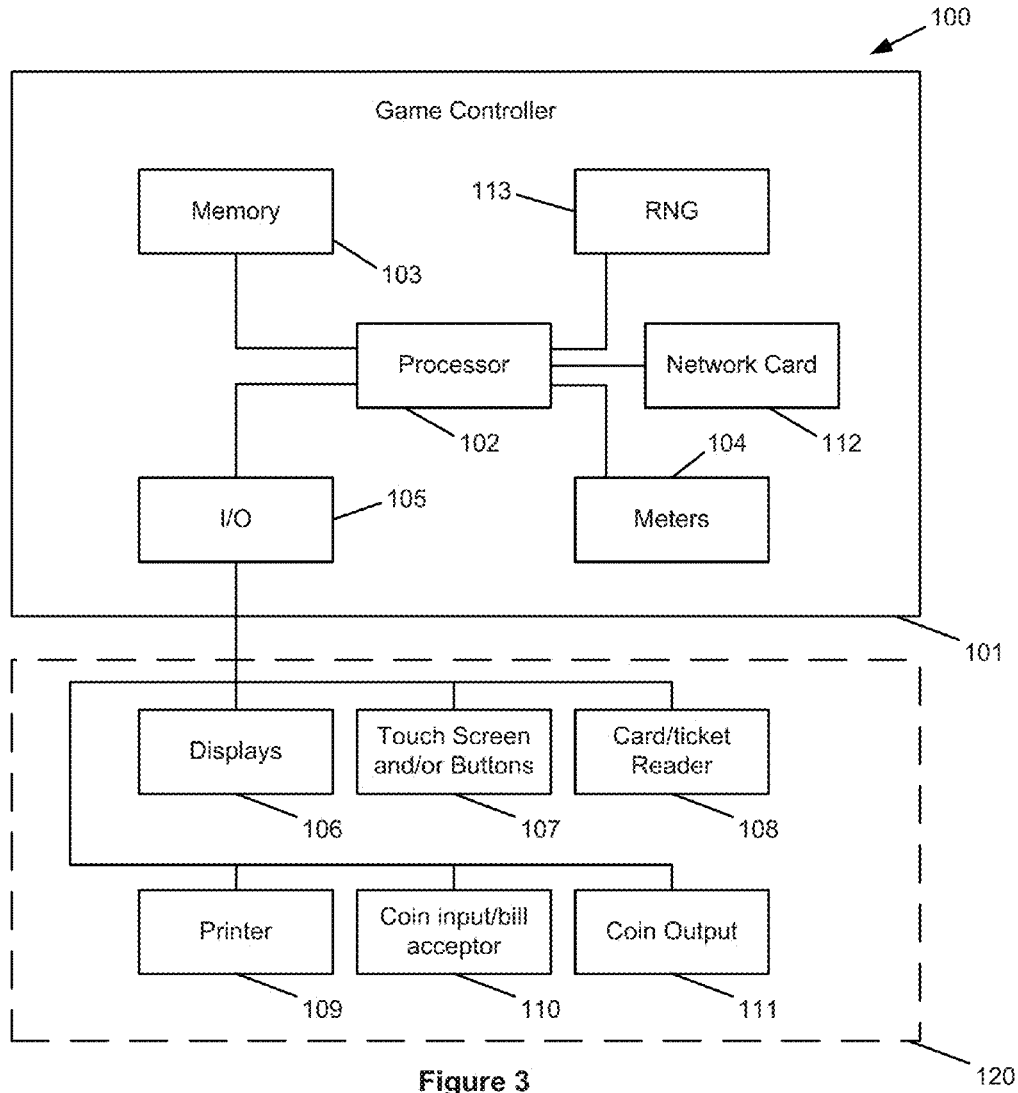 100
Game Controller
Memory
113
RNG
103
Processor
Network Card
102
104
112
I/O
105
Meters
101
Displays
Touch Screen
and/or Buttons
Card/ticket
Reader
106
107
108
Printer
Coin input/bill
acceptor
Coin Output
109
110
111
120
Figure 3